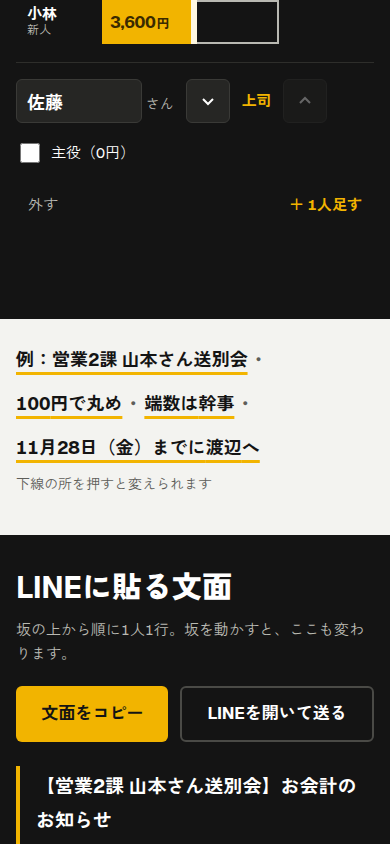 小林
新人
3,600円
佐藤 さん 上司
主役（0円）
外す ＋1人足す
例：営業2課 山本さん送別会・
100円で丸め・端数は幹事・
11月28日（金）までに渡辺へ
下線の所を押すと変えられます
LINEに貼る文面
坂の上から順に1人1行。坂を動かすと、ここも変わ
ります。
文面をコピー LINEを開いて送る
【営業2課 山本さん送別会】お会計の
お知らせ